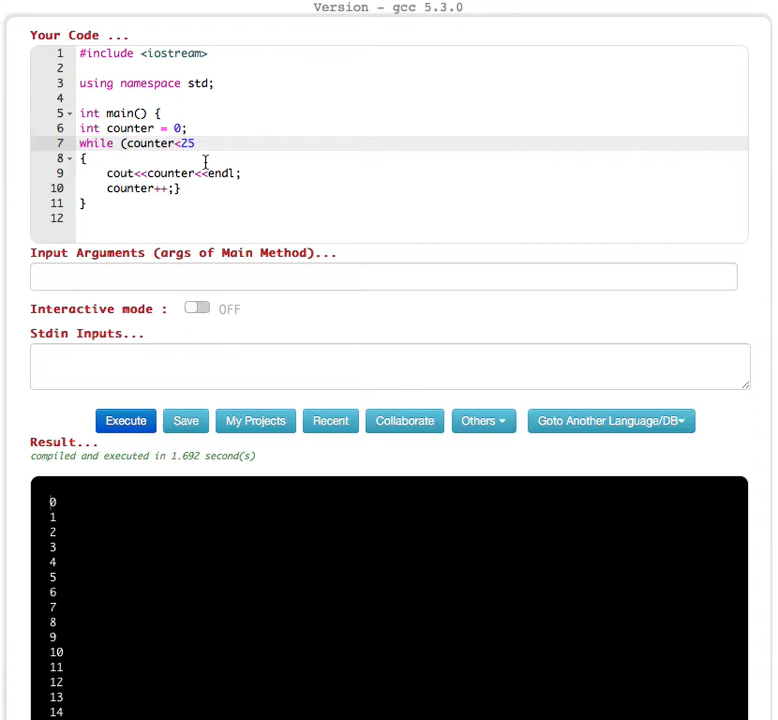 Version - gcc 5.3.0
Your Code ...
1 #include <iostream>
2
3 using namespace std;
4
5 int main() {
6 int counter = 0;
7 while (counter<25
8 {
9     cout<<counter<<endl;
10     counter++;}
11 }
12
Input Arguments (args of Main Method)...
Interactive mode : OFF
Stdin Inputs...
Execute Save My Projects Recent Collaborate Others Goto Another Language/DB
Result...
compiled and executed in 1.692 second(s)
0
1
2
3
4
5
6
7
8
9
10
11
12
13
14